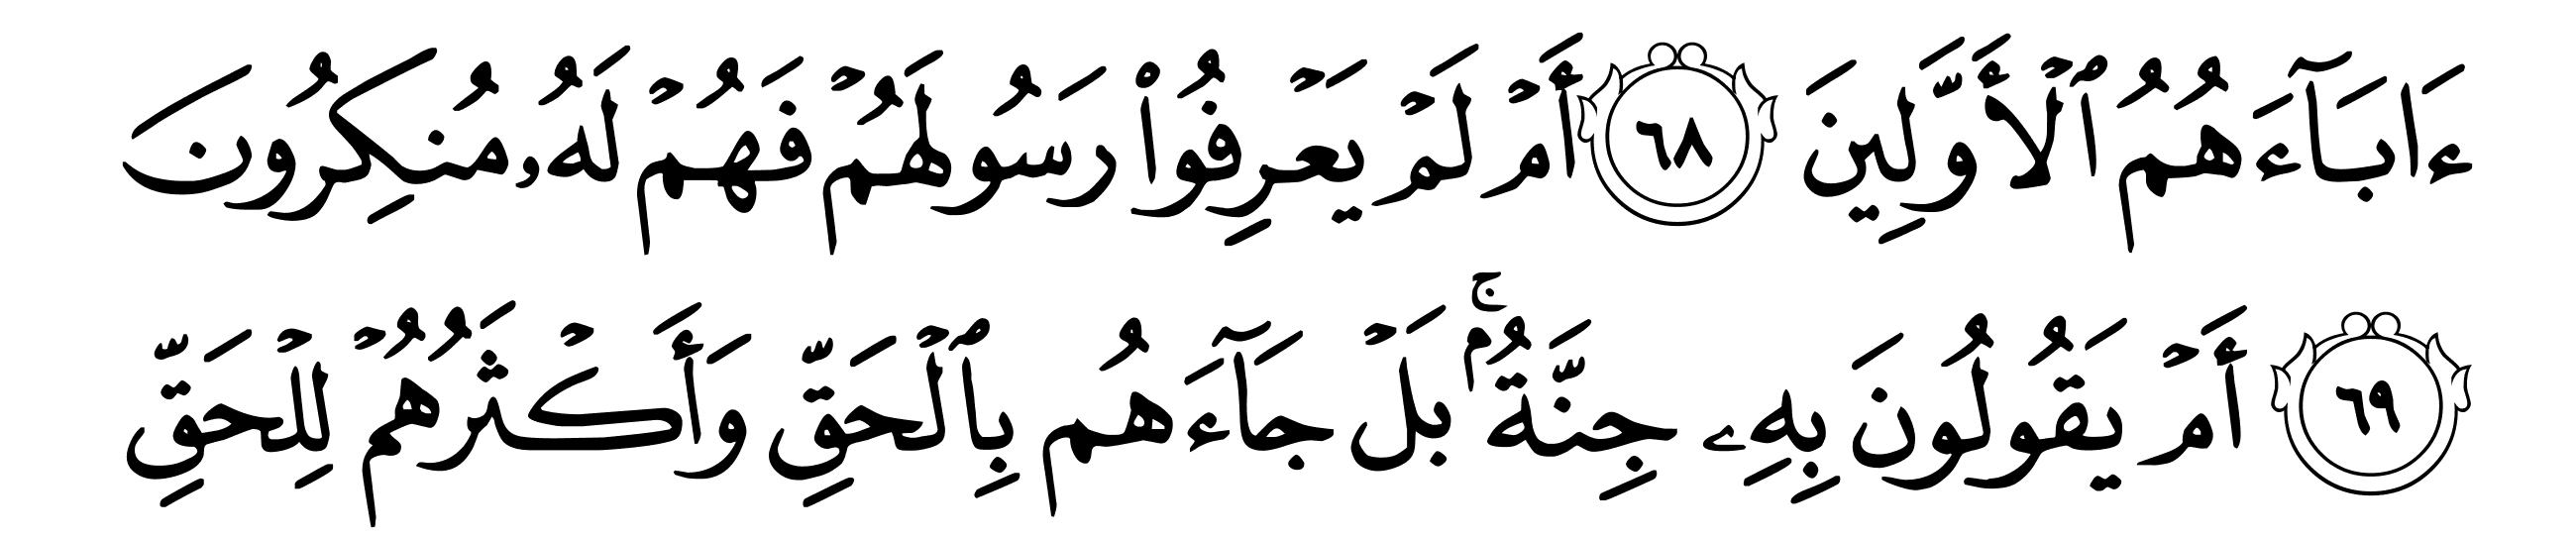 ءَابَآءَهُمُ ٱلۡأَوَّلِينَ ٦٨ أَمۡ لَمۡ يَعۡرِفُواْ رَسُولَهُمۡ فَهُمۡ لَهُۥ مُنكِرُونَ
٦٩ أَمۡ يَقُولُونَ بِهِۦ جِنَّةُۢۚ بَلۡ جَآءَهُم بِٱلۡحَقِّ وَأَكۡثَرُهُمۡ لِلۡحَقِّ